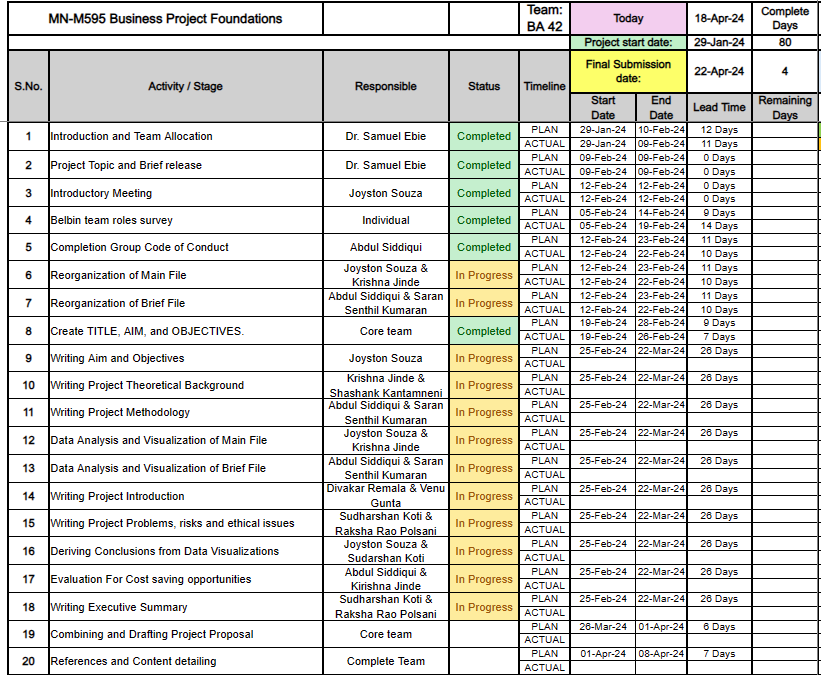 MN-M595 Business Project Foundations Team: BA 42 Today 18-Apr-24 Complete Days
Project start date: 29-Jan-24 80
Final Submission date: 22-Apr-24 4
S.No. Activity / Stage Responsible Status Timeline Start Date End Date Lead Time Remaining Days
1 Introduction and Team Allocation Dr. Samuel Ebie Completed PLAN 29-Jan-24 10-Feb-24 12 Days
ACTUAL 29-Jan-24 09-Feb-24 11 Days
2 Project Topic and Brief release Dr. Samuel Ebie Completed PLAN 09-Feb-24 09-Feb-24 0 Days
ACTUAL 09-Feb-24 09-Feb-24 0 Days
3 Introductory Meeting Joyston Souza Completed PLAN 12-Feb-24 12-Feb-24 0 Days
ACTUAL 12-Feb-24 12-Feb-24 0 Days
4 Belbin team roles survey Individual Completed PLAN 05-Feb-24 14-Feb-24 9 Days
ACTUAL 05-Feb-24 19-Feb-24 14 Days
5 Completion Group Code of Conduct Abdul Siddiqui Completed PLAN 12-Feb-24 23-Feb-24 11 Days
ACTUAL 12-Feb-24 22-Feb-24 10 Days
6 Reorganization of Main File Joyston Souza & Krishna Jinde In Progress PLAN 12-Feb-24 23-Feb-24 11 Days
ACTUAL 12-Feb-24 22-Feb-24 10 Days
7 Reorganization of Brief File Abdul Siddiqui & Saran Senthil Kumaran In Progress PLAN 12-Feb-24 23-Feb-24 11 Days
ACTUAL 12-Feb-24 22-Feb-24 10 Days
8 Create TITLE, AIM, and OBJECTIVES. Core team Completed PLAN 19-Feb-24 28-Feb-24 9 Days
ACTUAL 19-Feb-24 26-Feb-24 7 Days
9 Writing Aim and Objectives Joyston Souza In Progress PLAN 25-Feb-24 22-Mar-24 26 Days
ACTUAL
10 Writing Project Theoretical Background Krishna Jinde & Shashank Kantamneni In Progress PLAN 25-Feb-24 22-Mar-24 26 Days
ACTUAL
11 Writing Project Methodology Abdul Siddiqui & Saran Senthil Kumaran In Progress PLAN 25-Feb-24 22-Mar-24 26 Days
ACTUAL
12 Data Analysis and Visualization of Main File Joyston Souza & Krishna Jinde In Progress PLAN 25-Feb-24 22-Mar-24 26 Days
ACTUAL
13 Data Analysis and Visualization of Brief File Abdul Siddiqui & Saran Senthil Kumaran In Progress PLAN 25-Feb-24 22-Mar-24 26 Days
ACTUAL
14 Writing Project Introduction Divakar Remala & Venu Gunta In Progress PLAN 25-Feb-24 22-Mar-24 26 Days
ACTUAL
15 Writing Project Problems, risks and ethical issues Sudharshan Koti & Raksha Rao Polsani In Progress PLAN 25-Feb-24 22-Mar-24 26 Days
ACTUAL
16 Deriving Conclusions from Data Visualizations Joyston Souza & Sudarshan Koti In Progress PLAN 25-Feb-24 22-Mar-24 26 Days
ACTUAL
17 Evaluation For Cost saving opportunities Abdul Siddiqui & Kirishna Jinde In Progress PLAN 25-Feb-24 22-Mar-24 26 Days
ACTUAL
18 Writing Executive Summary Sudharshan Koti & Raksha Rao Polsani In Progress PLAN 25-Feb-24 22-Mar-24 26 Days
ACTUAL
19 Combining and Drafting Project Proposal Core team PLAN 26-Mar-24 01-Apr-24 6 Days
ACTUAL
20 References and Content detailing Complete Team PLAN 01-Apr-24 08-Apr-24 7 Days
ACTUAL